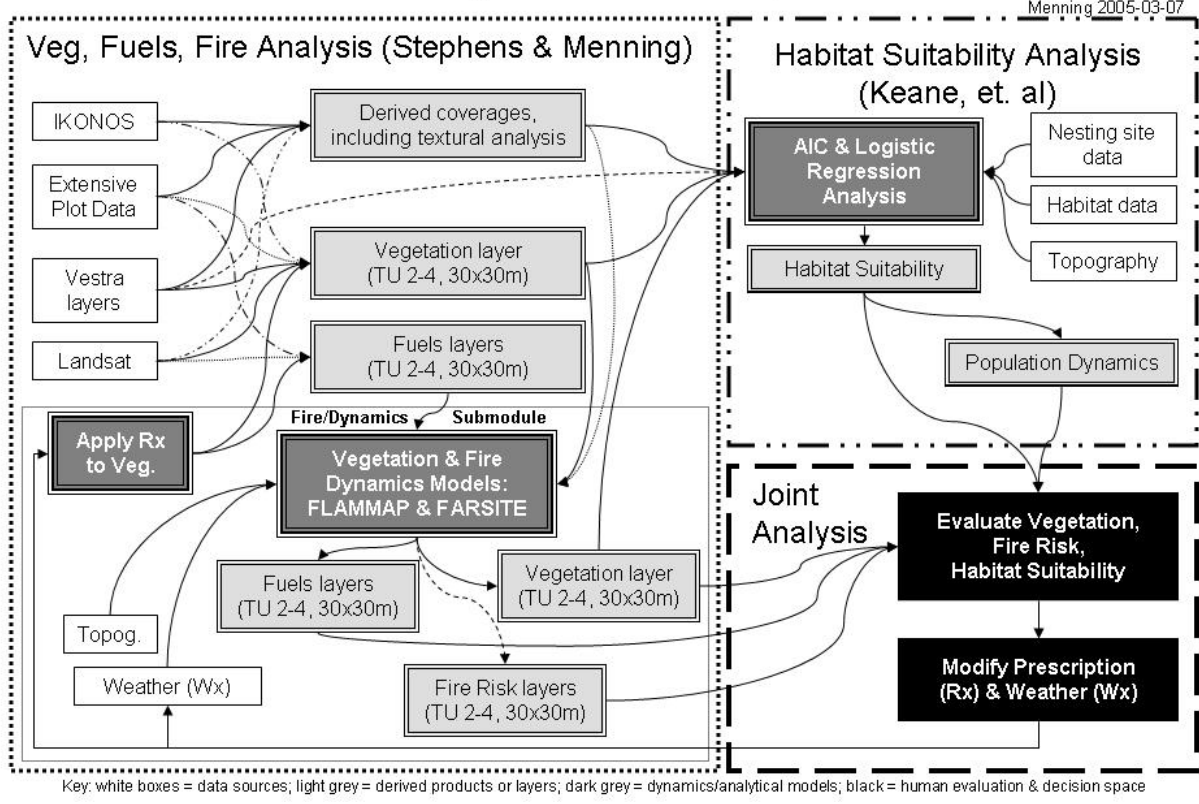 Menning 2005-03-07
Veg, Fuels, Fire Analysis (Stephens & Menning)
IKONOS
Extensive
Plot Data
Vestra
layers
Landsat
Derived coverages,
including textural analysis
Vegetation layer
(TU 2-4, 30x30m)
Fuels layers
(TU 2-4, 30x30m)
Fire/Dynamics Submodule
Apply Rx
to Veg.
Vegetation & Fire
Dynamics Models:
FLAMMAP & FARSITE
Fuels layers
(TU 2-4, 30x30m)
Vegetation layer
(TU 2-4, 30x30m)
Topog.
Weather (Wx)
Fire Risk layers
(TU 2-4, 30x30m)
Habitat Suitability Analysis
(Keane, et. al)
AIC & Logistic
Regression
Analysis
Nesting site
data
Habitat data
Topography
Habitat Suitability
Population Dynamics
Joint
Analysis
Evaluate Vegetation,
Fire Risk,
Habitat Suitability
Modify Prescription
(Rx) & Weather (Wx)
Key: white boxes = data sources; light grey = derived products or layers; dark grey = dynamics/analytical models; black = human evaluation & decision space